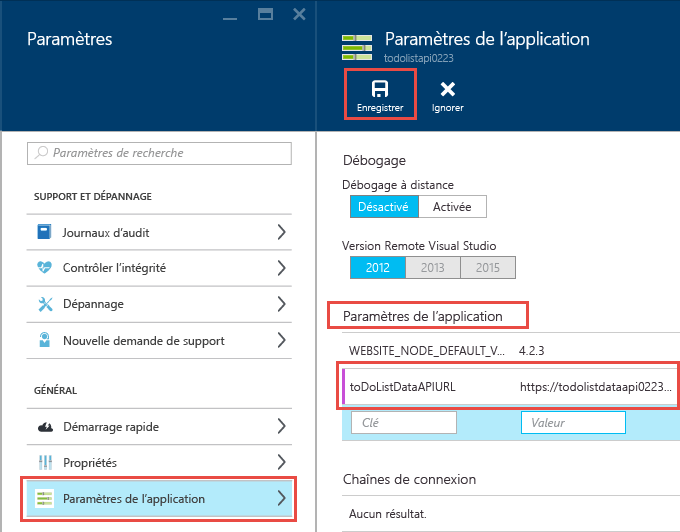 Paramètres
Paramètres de recherche
SUPPORT ET DÉPANNAGE
Journaux d'audit
Contrôler l'intégrité
Dépannage
Nouvelle demande de support
GÉNÉRAL
Démarrage rapide
Propriétés
Paramètres de l'application
Paramètres de l'application
todolistapi0223
Enregistrer Ignorer
Débogage
Débogage à distance
Désactivé Activée
Version Remote Visual Studio
2012 2013 2015
Paramètres de l'application
WEBSITE_NODE_DEFAULT_V... 4.2.3
toDoListDataAPIURL https://todolistdataapi0223...
Clé Valeur
Chaînes de connexion
Aucun résultat.